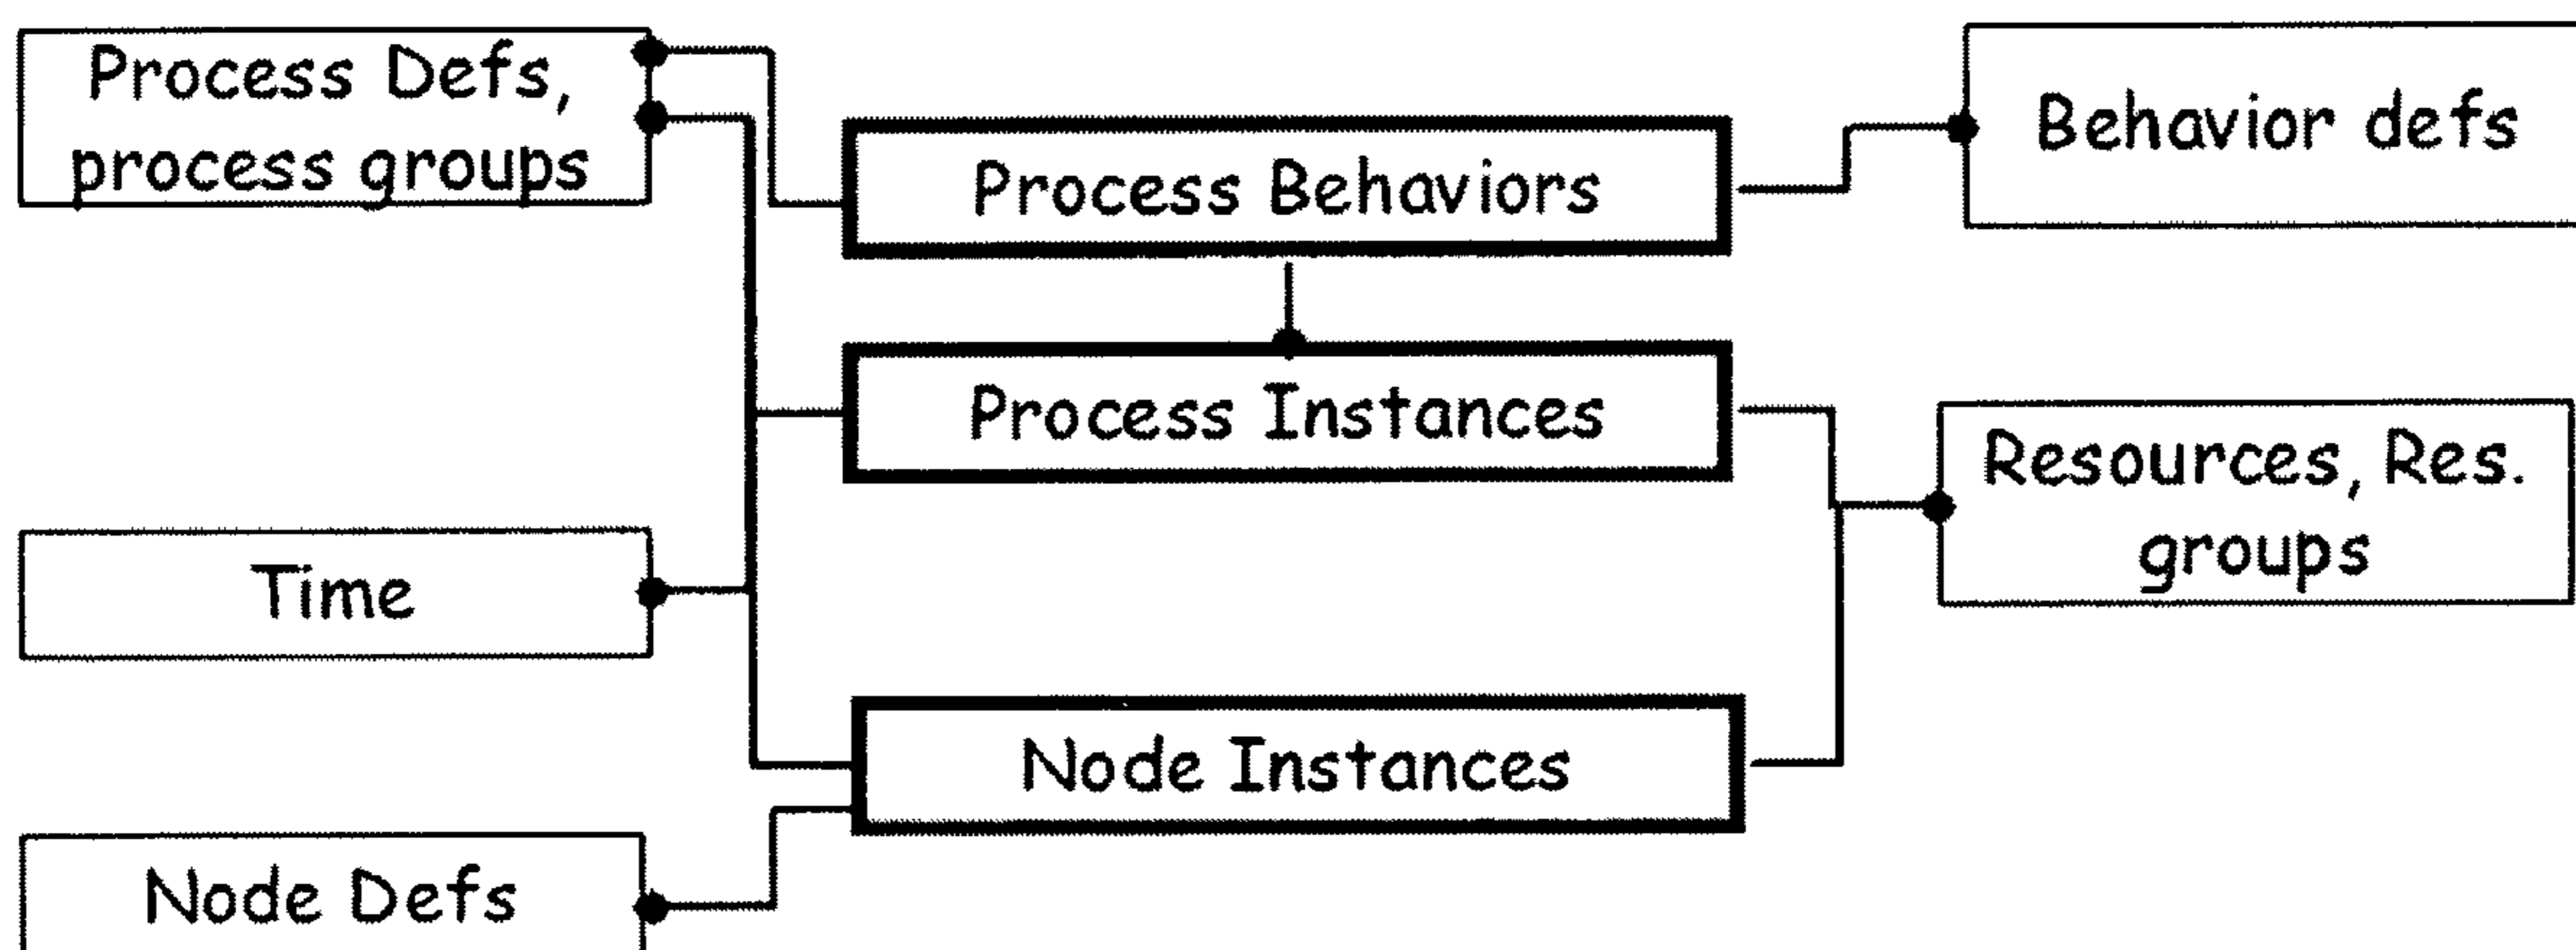 Process Defs,
process groups
Behavior defs
Process Behaviors
Process Instances
Resources, Res.
groups
Time
Node Instances
Node Defs